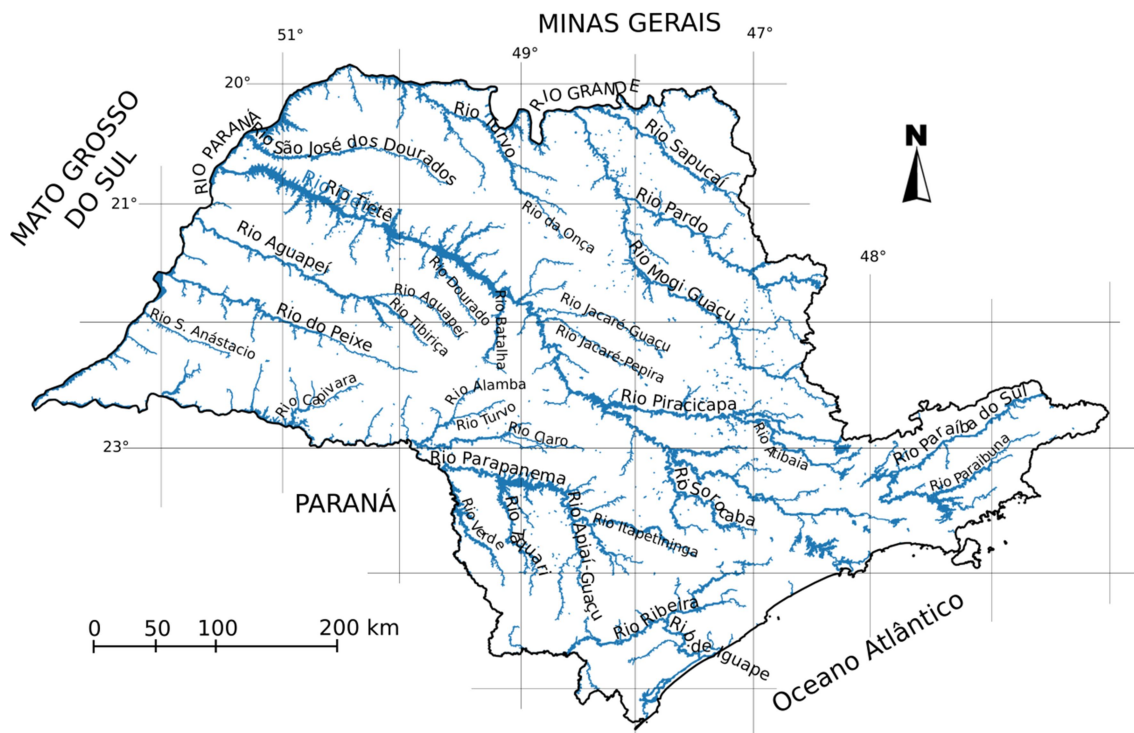 MINAS GERAIS
51°
49°
47°
20°
RIO GRANDE
MATO GROSSO
DO SUL
RIO PARANÁ
Rio Turvo
N
Rio São José dos Dourados
Rio Sapucaí
Rio Tietê
21°
Rio da Onça
Rio Pardo
Rio Aguapeí
Rio Mogi Guaçu
48°
Rio Dourado
Rio Aguapeí
Rio Tibiriça
Rio Batalha
Rio Jacaré-Guaçu
Rio do Peixe
Rio S. Anástacio
Rio Jacaré-Pepira
Rio Capivara
Rio Alamba
Rio Piracicapa
Rio Turvo
Rio Claro
Rio Atibaia
Rio Paraíba do Sul
23°
Rio Parapanema
Rio Paraibuna
PARANÁ
Rio Sorocaba
Rio Verde
Rio Taquari
Rio Apiaí-Guaçu
Rio Itapetininga
Rio Ribeira
Rio de Iguape
Oceano Atlântico
0 50 100 200 km